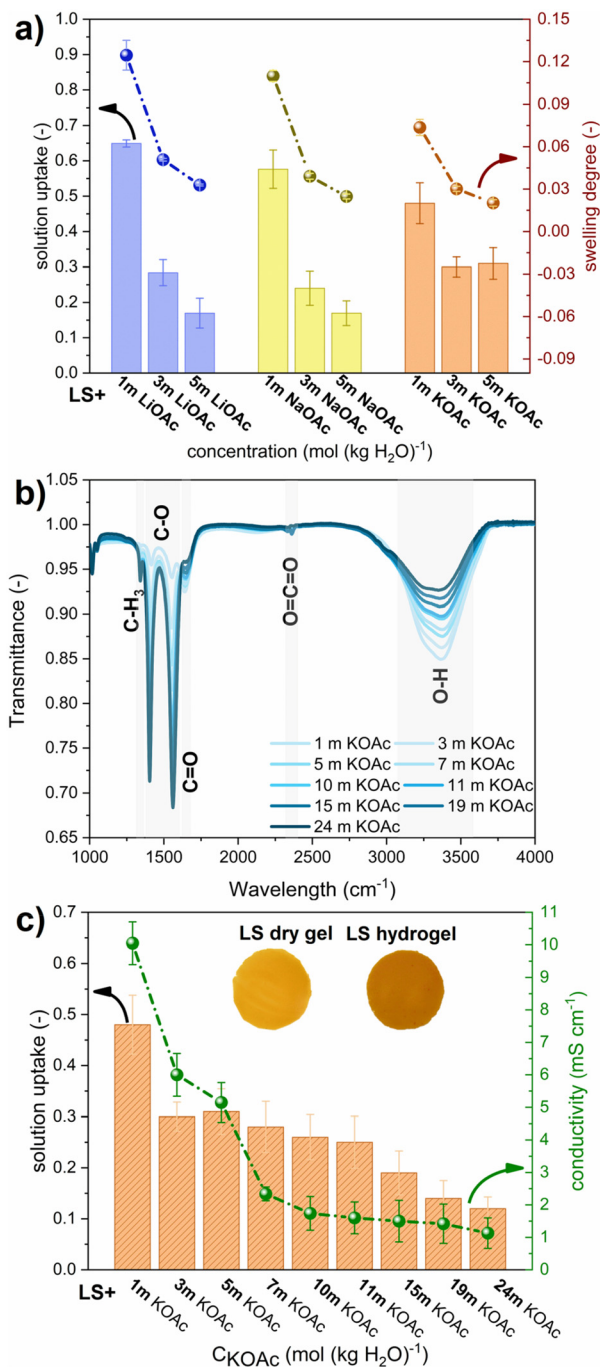 a)
1.0
0.9
0.8
0.7
0.6
0.5
0.4
0.3
0.2
0.1
0.0
solution uptake (-)
0.15
0.12
0.09
0.06
0.03
0.00
-0.03
-0.06
-0.09
swelling degree (-)
LS+
1m LiOAc
3m LiOAc
5m LiOAc
1m NaOAc
3m NaOAc
5m NaOAc
1m KOAc
3m KOAc
5m KOAc
concentration (mol (kg H2O)-1)
b)
1.05
1.00
0.95
0.90
0.85
0.80
0.75
0.70
0.65
Transmittance (-)
C-H3
C-O
C=O
O=C=O
O-H
1 m KOAc 3 m KOAc
5 m KOAc 7 m KOAc
10 m KOAc 11 m KOAc
15 m KOAc 19 m KOAc
24 m KOAc
1000 1500 2000 2500 3000 3500 4000
Wavelength (cm-1)
c)
0.7
0.6
0.5
0.4
0.3
0.2
0.1
0.0
solution uptake (-)
LS dry gel LS hydrogel
11
10
9
8
7
6
5
4
3
2
1
0
conductivity (mS cm-1)
LS+
1m KOAc
3m KOAc
5m KOAc
7m KOAc
10m KOAc
11m KOAc
15m KOAc
19m KOAc
24m KOAc
CKOAc (mol (kg H2O)-1)